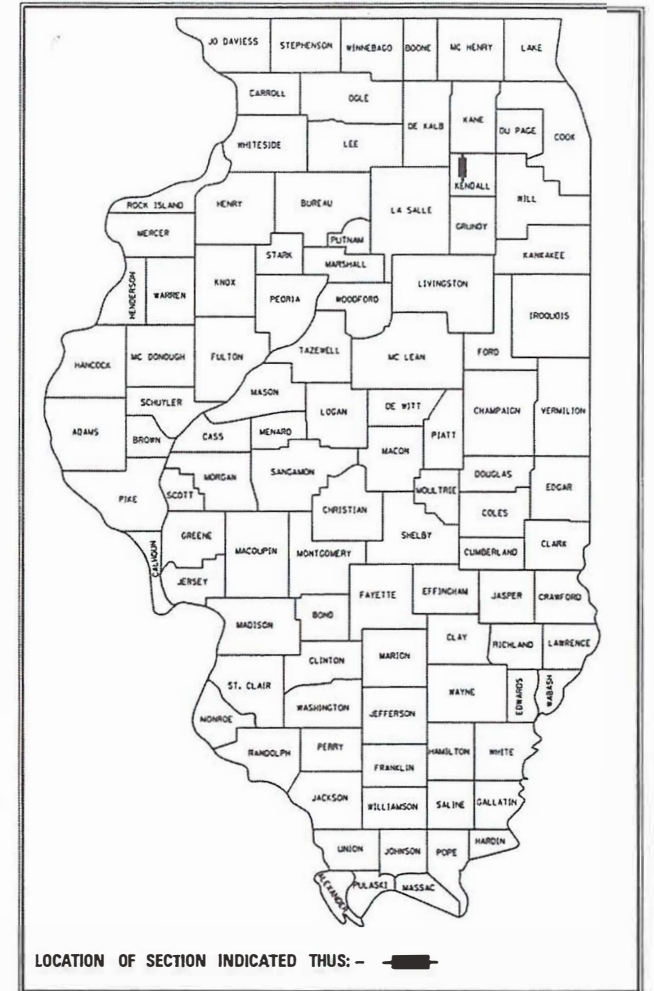 JO DAVIESS STEPHENSON WINNEBAGO BOONE MC HENRY LAKE
CARROLL OGLE DE KALB KANE DU PAGE COOK
WHITESIDE LEE KENDALL WILL
ROCK ISLAND HENRY BUREAU LA SALLE GRUNDY
MERCER PUTNAM KANKAKEE
HENDERSON WARREN KNOX STARK MARSHALL LIVINGSTON
PEORIA WOODFORD IROQUOIS
HANCOCK MC DONOUGH FULTON TAZEWELL MC LEAN FORD
SCHUYLER MASON LOGAN DE WITT CHAMPAIGN VERMILION
ADAMS BROWN CASS MENARD MACON PIATT
PIKE SCOTT MORGAN SANGAMON CHRISTIAN MOULTRIE DOUGLAS EDGAR
COLES
CALHOUN GREENE MACOUPIN MONTGOMERY SHELBY CUMBERLAND CLARK
JERSEY FAYETTE EFFINGHAM JASPER CRAWFORD
MADISON BOND CLAY RICHLAND LAWRENCE
CLINTON MARION
ST. CLAIR WASHINGTON JEFFERSON WAYNE EDWARDS WABASH
MONROE
RANDOLPH PERRY FRANKLIN HAMILTON WHITE
JACKSON WILLIAMSON SALINE GALLATIN
UNION JOHNSON POPE HARDIN
ALEXANDER PULASKI MASSAC
LOCATION OF SECTION INDICATED THUS: -